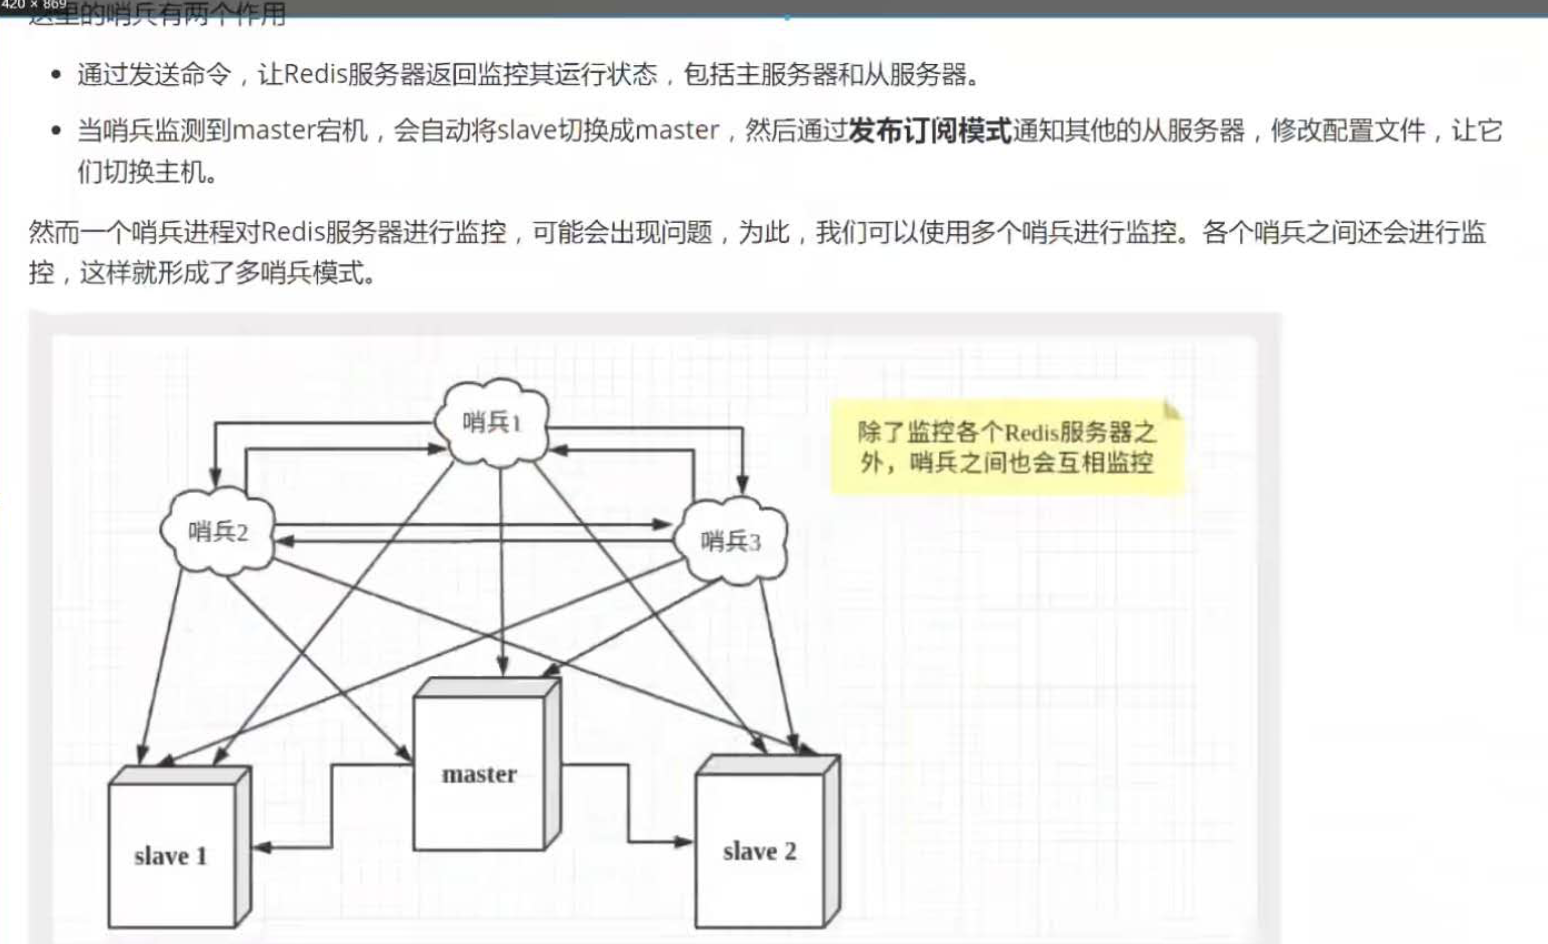 420 × 869
这里的哨兵有两个作用
通过发送命令，让Redis服务器返回监控其运行状态，包括主服务器和从服务器。
当哨兵监测到master宕机，会自动将slave切换成master，然后通过发布订阅模式通知其他的从服务器，修改配置文件，让它
们切换主机。
然而一个哨兵进程对Redis服务器进行监控，可能会出现问题，为此，我们可以使用多个哨兵进行监控。各个哨兵之间还会进行监
控，这样就形成了多哨兵模式。
哨兵1
除了监控各个Redis服务器之
外，哨兵之间也会互相监控
哨兵2
哨兵3
master
slave 1
slave 2